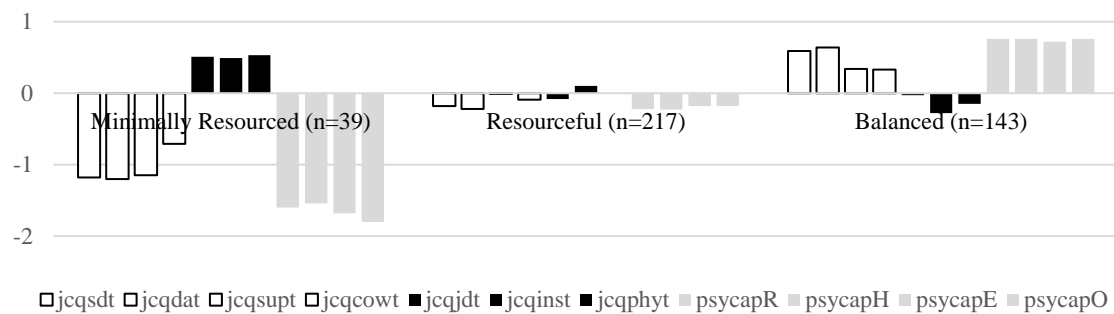 1
0
Minimally Resourced (n=39) Resourceful (n=217) Balanced (n=143)
-1
-2
jcqsdt jcqdat jcqsupt jcqcowt jcqjdt jcqinst jcqphyt psycapR psycapH psycapE psycapO